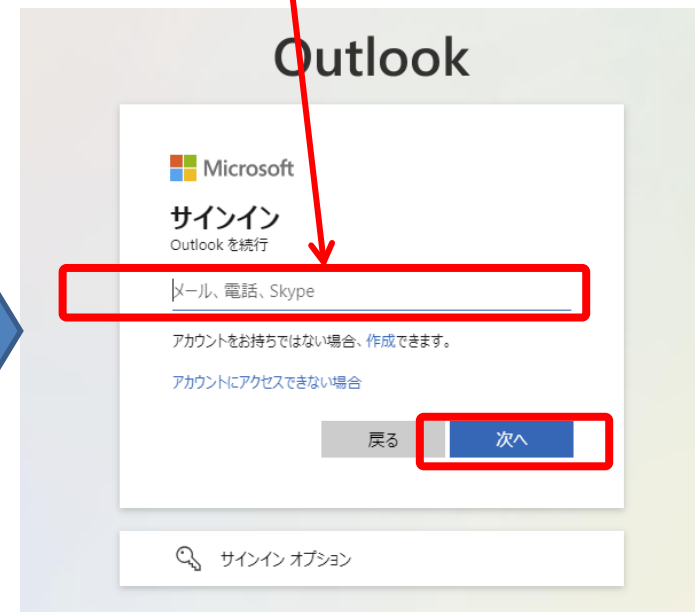 Outlook
Microsoft
サインイン
Outlook を続行
メール、電話、Skype
アカウントをお持ちではない場合、作成できます。
アカウントにアクセスできない場合
戻る 次へ
サインイン オプション